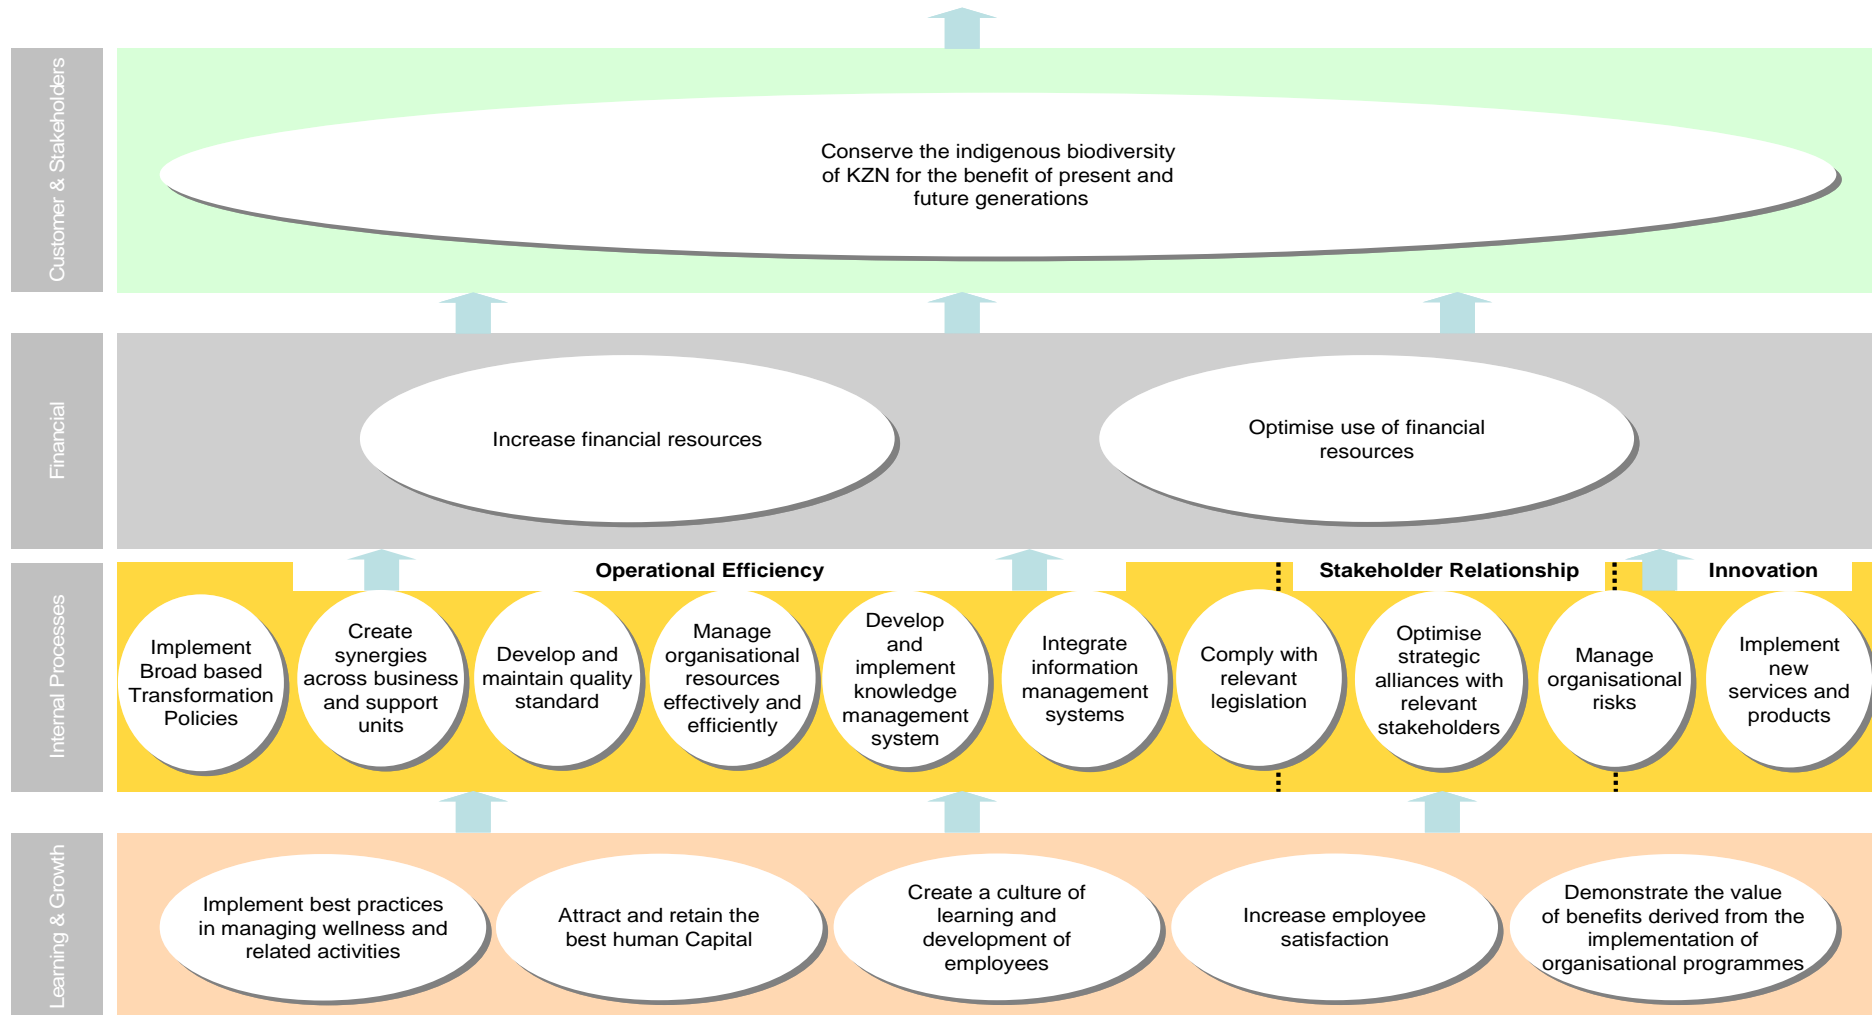 Customer & Stakeholders
Conserve the indigenous biodiversity
of KZN for the benefit of present and
future generations
Financial
Increase financial resources
Optimise use of financial
resources
Internal Processes
Operational Efficiency
Stakeholder Relationship
Innovation
Implement
Broad based
Transformation
Policies
Create
synergies
across business
and support
units
Develop and
maintain quality
standard
Manage
organisational
resources
effectively and
efficiently
Develop
and
implement
knowledge
management
system
Integrate
information
management
systems
Comply with
relevant
legislation
Optimise
strategic
alliances with
relevant
stakeholders
Manage
organisational
risks
Implement
new
services and
products
Learning & Growth
Implement best practices
in managing wellness and
related activities
Attract and retain the
best human Capital
Create a culture of
learning and
development of
employees
Increase employee
satisfaction
Demonstrate the value
of benefits derived from the
implementation of
organisational programmes